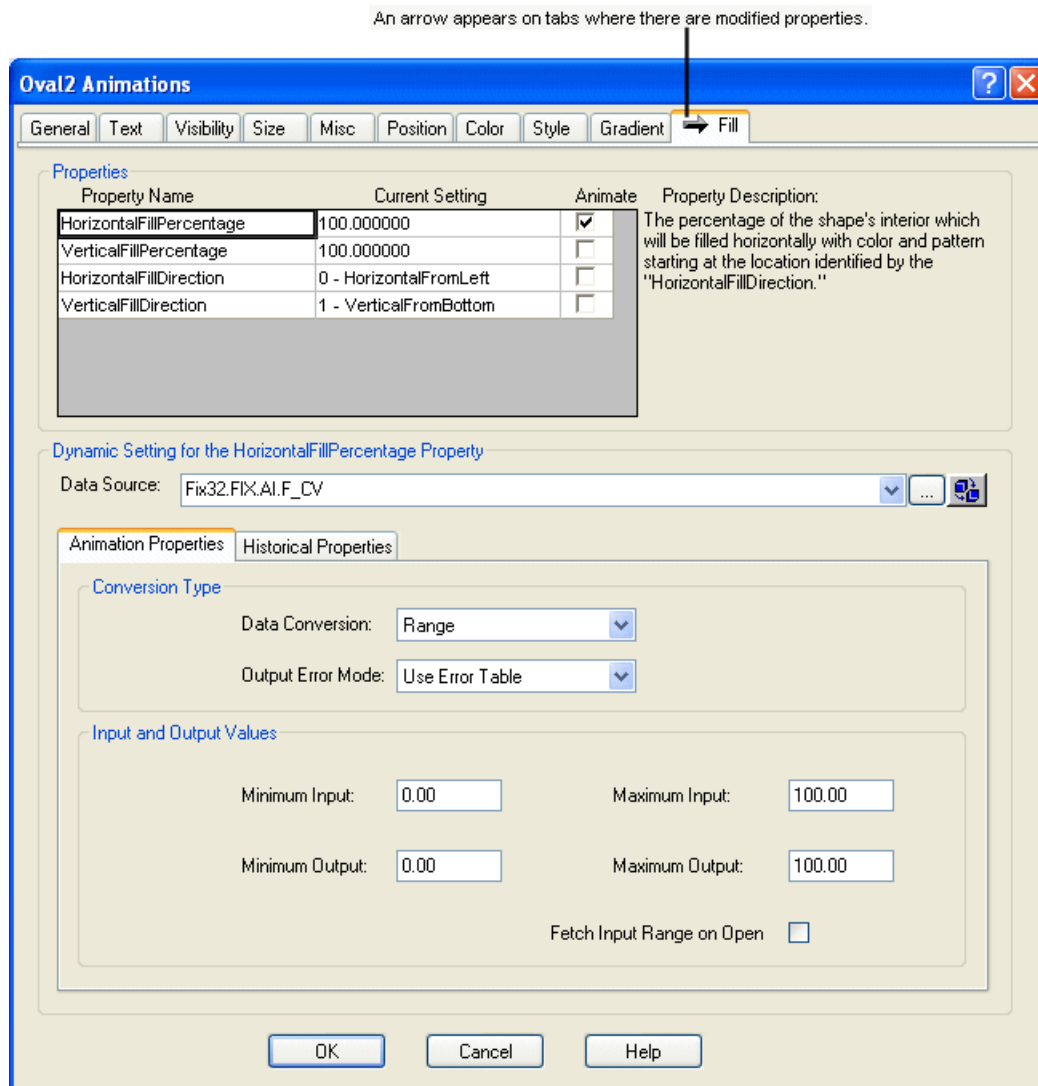 An arrow appears on tabs where there are modified properties.
Oval2 Animations
General Text Visibility Size Misc Position Color Style Gradient Fill
Properties
Property Name Current Setting Animate Property Description:
HorizontalFillPercentage 100.000000
VerticalFillPercentage 100.000000
HorizontalFillDirection 0 - HorizontalFromLeft
VerticalFillDirection 1 - VerticalFromBottom
The percentage of the shape's interior which
will be filled horizontally with color and pattern
starting at the location identified by the
"HorizontalFillDirection."
Dynamic Setting for the HorizontalFillPercentage Property
Data Source: Fix32.FIX.AI.F_CV ...
Animation Properties Historical Properties
Conversion Type
Data Conversion: Range
Output Error Mode: Use Error Table
Input and Output Values
Minimum Input: 0.00 Maximum Input: 100.00
Minimum Output: 0.00 Maximum Output: 100.00
Fetch Input Range on Open
OK Cancel Help